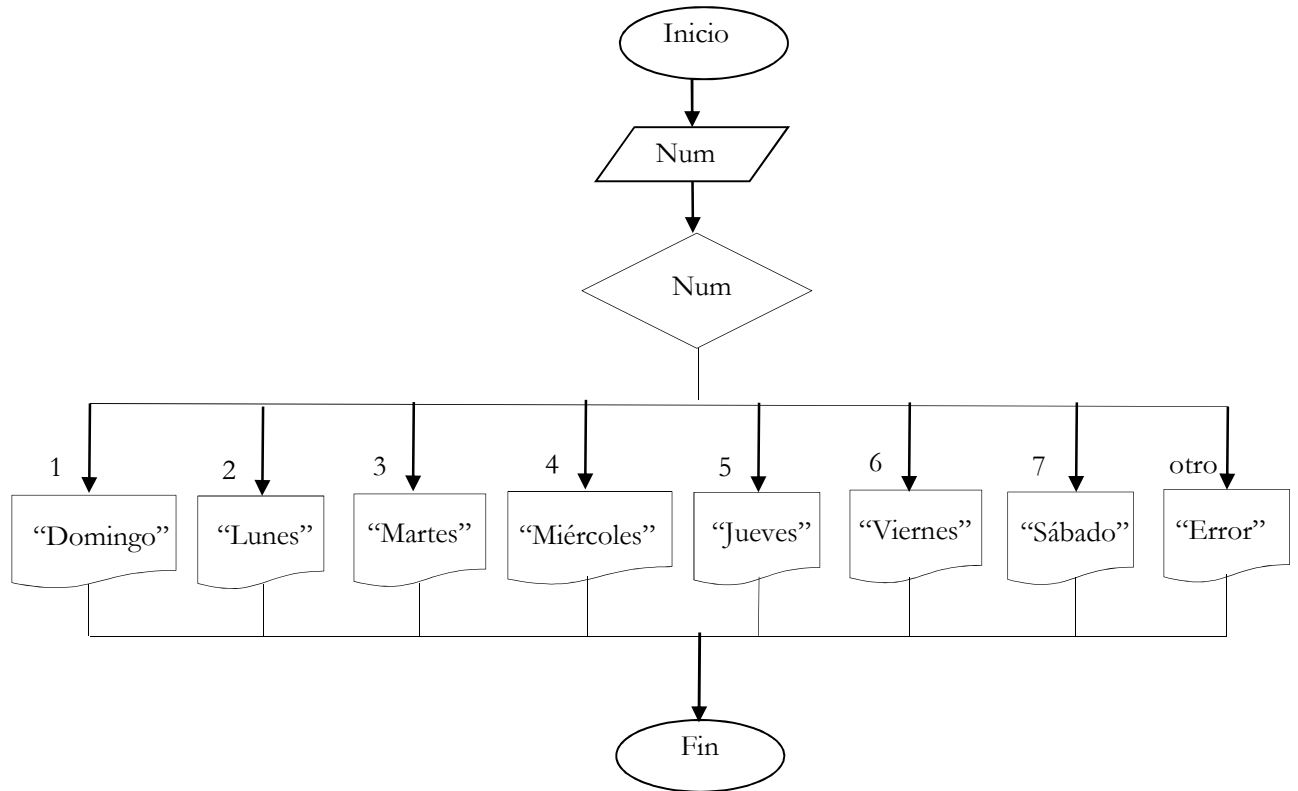 Inicio
Num
Num
1 2 3 4 5 6 7 otro
“Domingo” “Lunes” “Martes” “Miércoles” “Jueves” “Viernes” “Sábado” “Error”
Fin